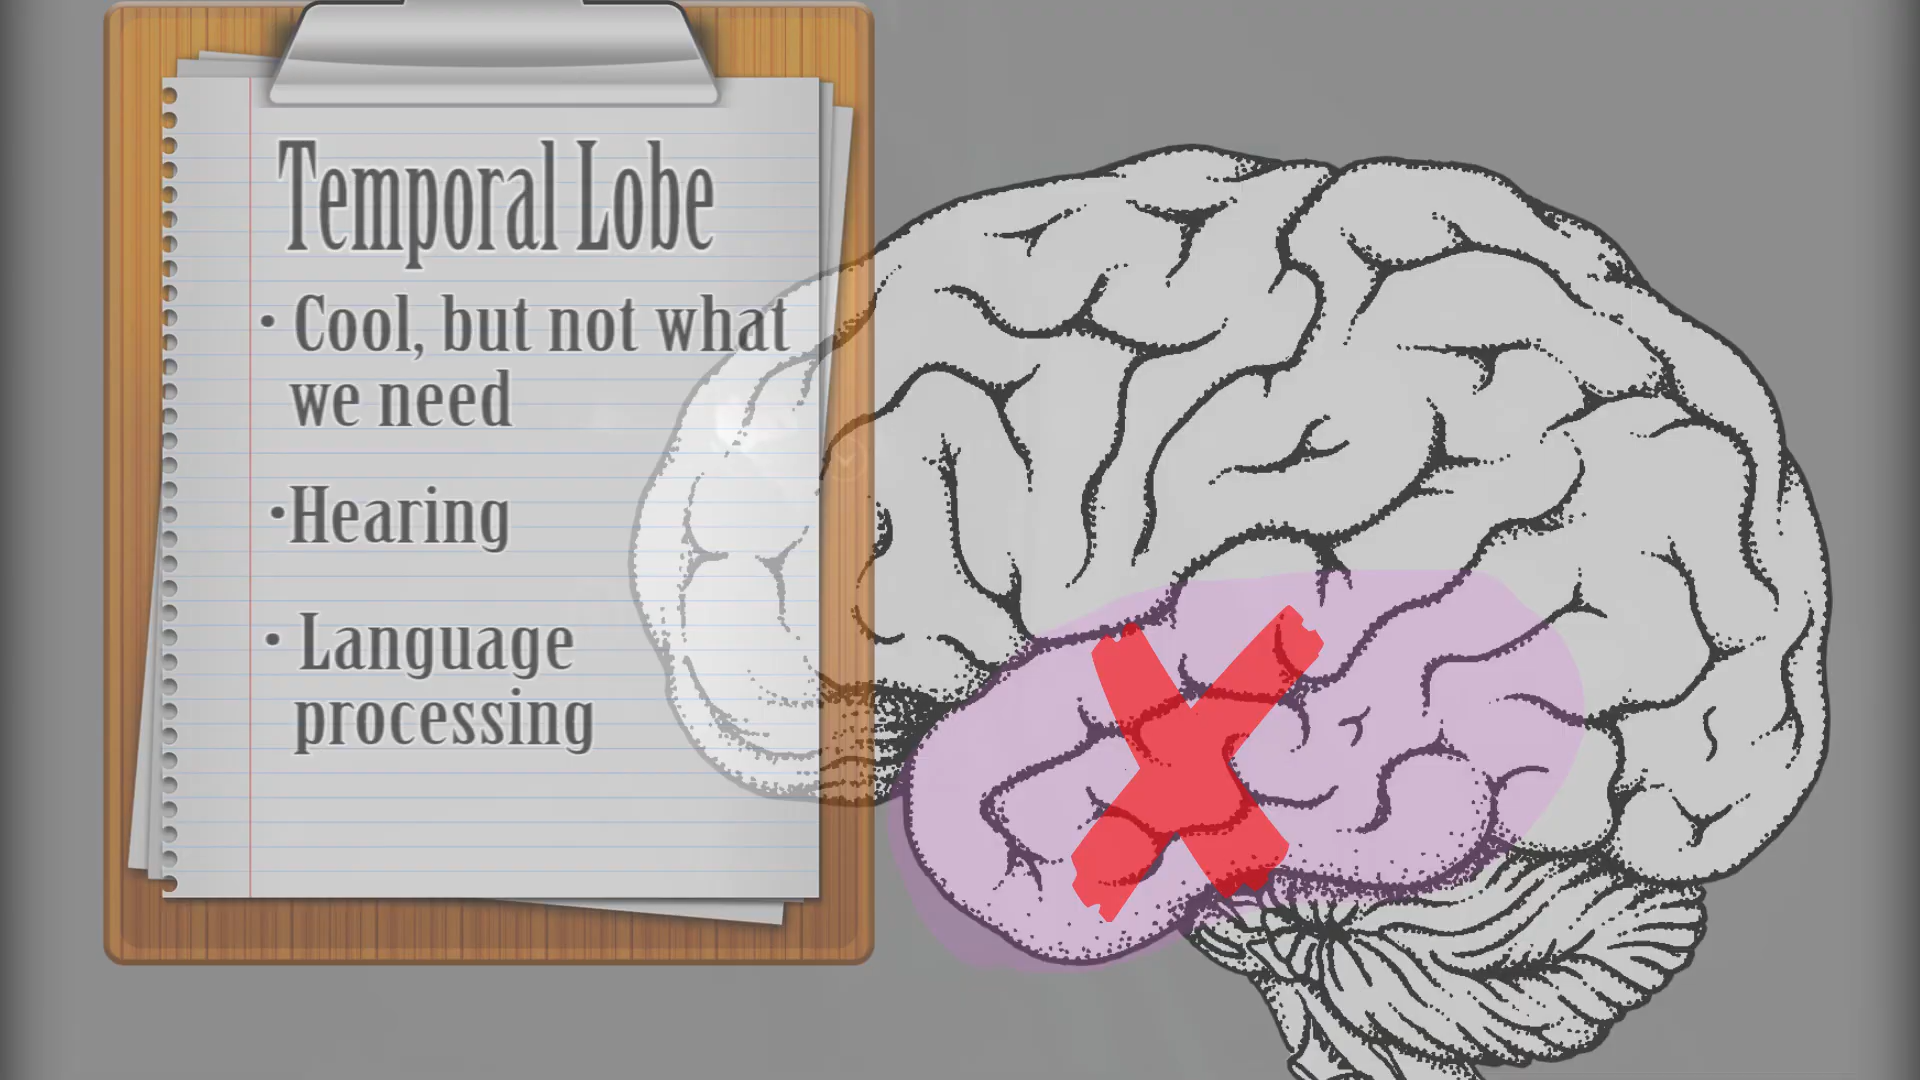 Temporal Lobe
• Cool, but not what
we need
•Hearing
• Language
processing